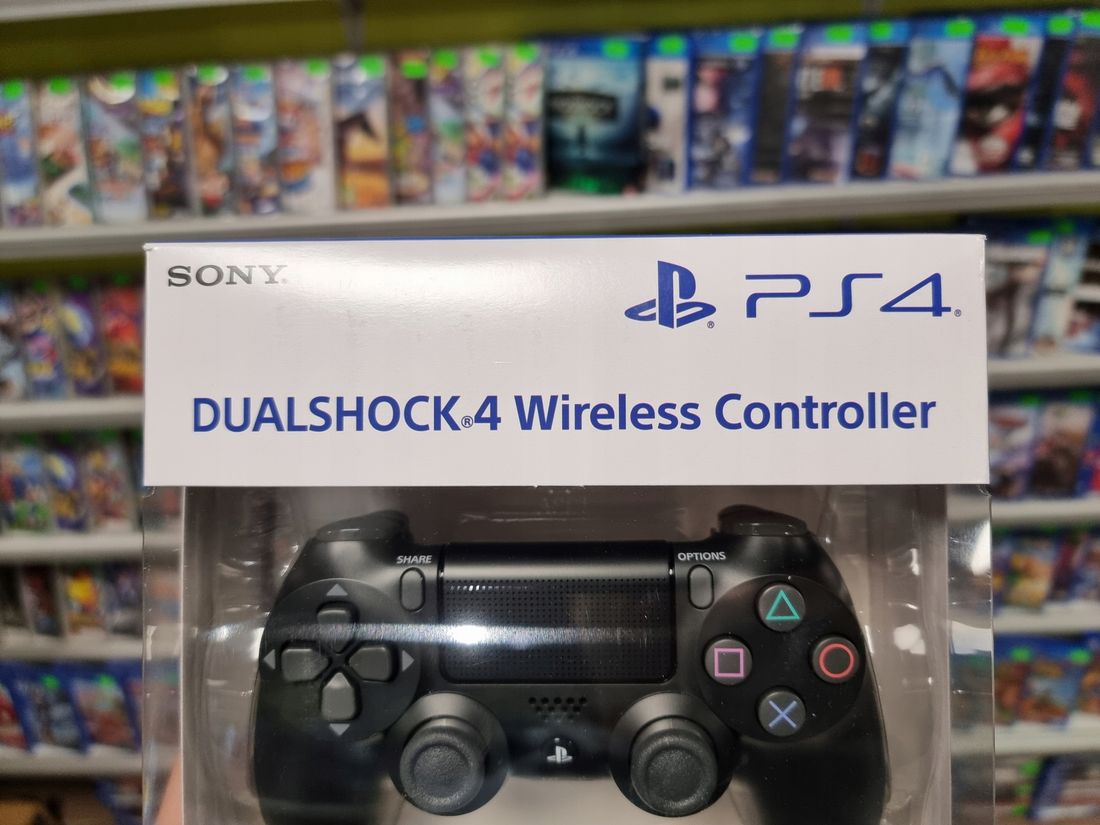 SONY®
PS4®
DUALSHOCK®4 Wireless Controller
SHARE
OPTIONS